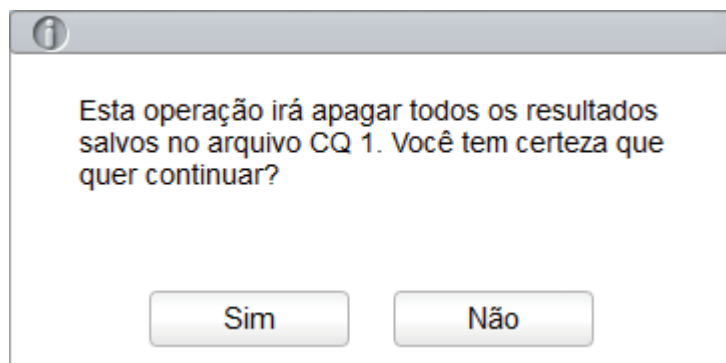 Esta operação irá apagar todos os resultados
salvos no arquivo CQ 1. Você tem certeza que
quer continuar?
Sim Não